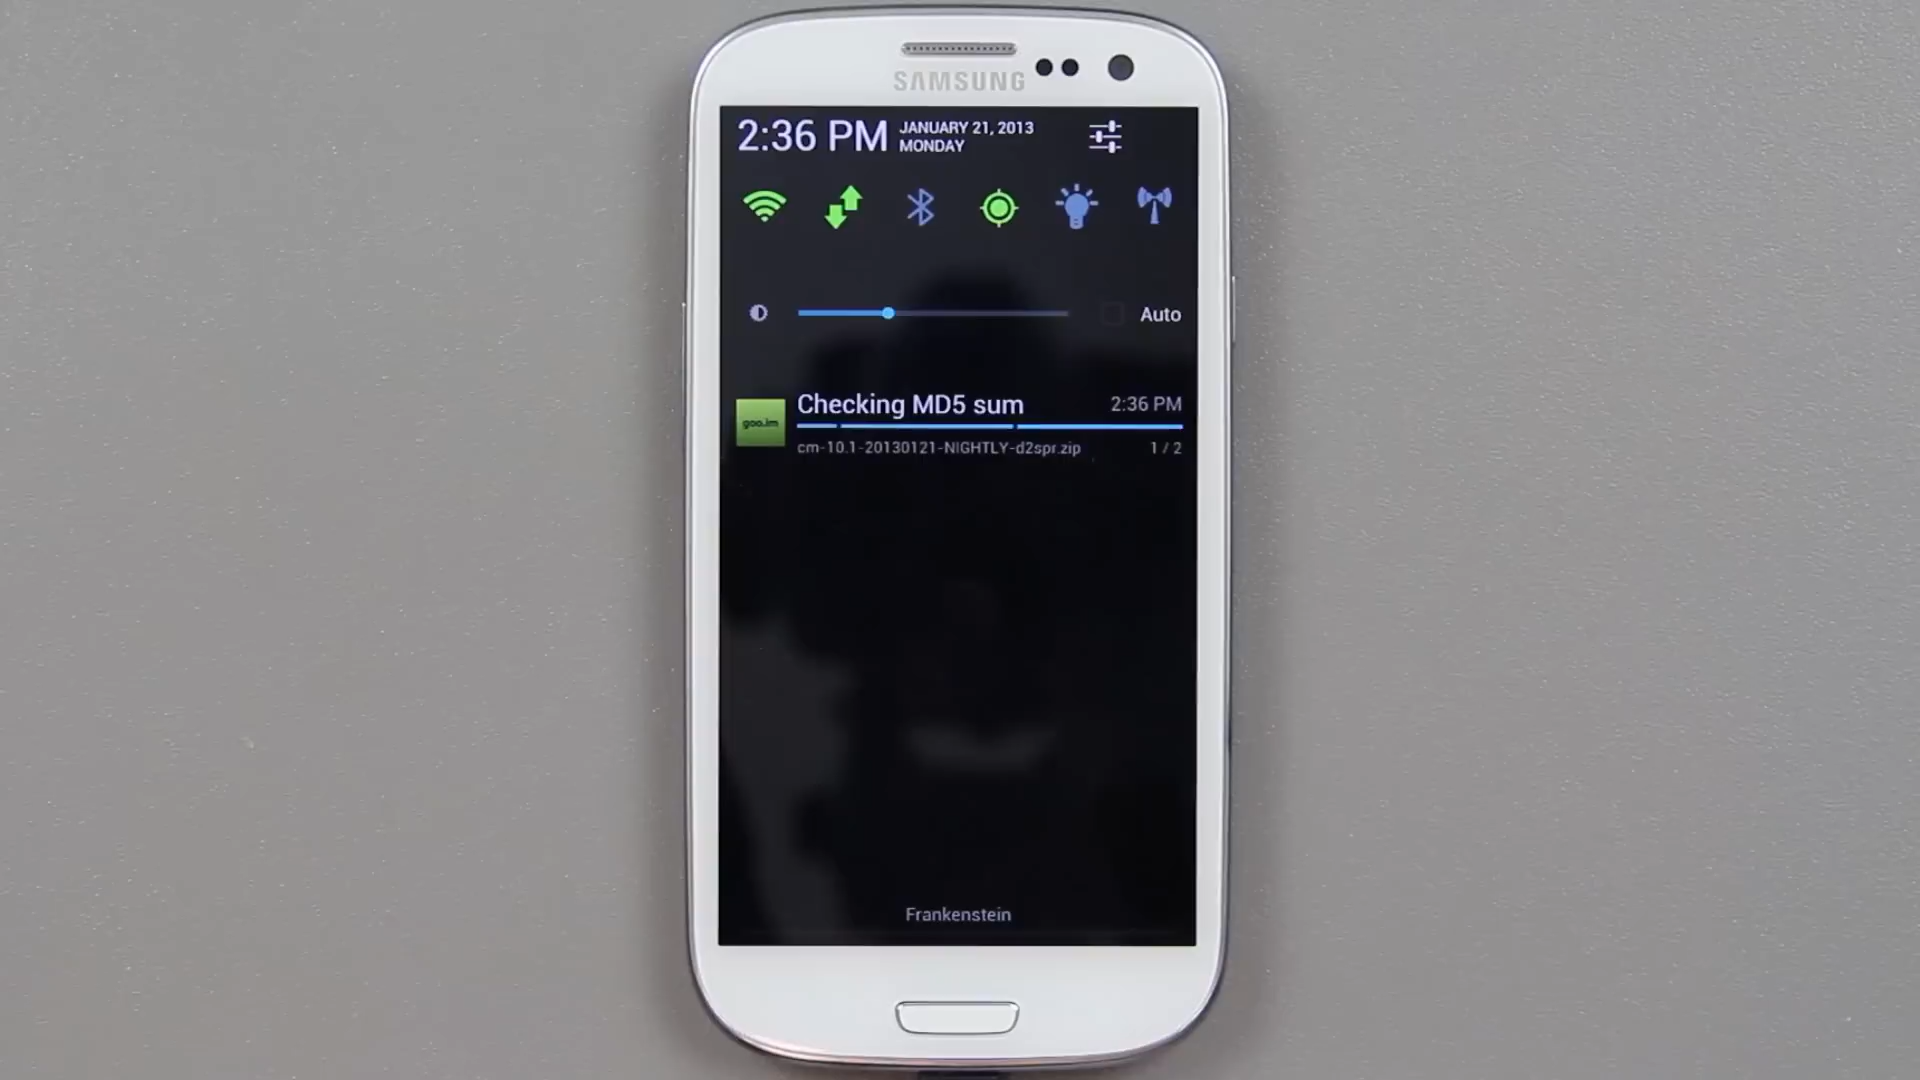 SAMSUNG
2:36 PM
JANUARY 21, 2013
MONDAY
Auto
goo.im
Checking MD5 sum
2:36 PM
cm-10.1-20130121-NIGHTLY-d2spr.zip
1 / 2
Frankenstein